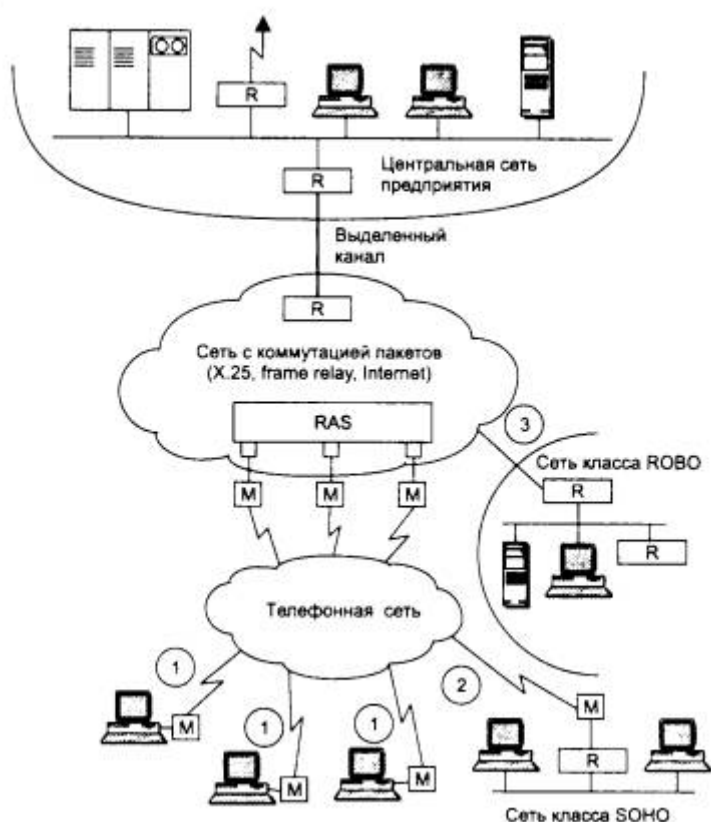 R
Центральная сеть
предприятия
R
Выделенный
канал
R
Сеть с коммутацией пакетов
(X.25, frame relay, Internet)
RAS
3
Сеть класса ROBO
M
M
M
R
R
Телефонная сеть
1
2
M
M
1
1
R
M
M
Сеть класса SOHO